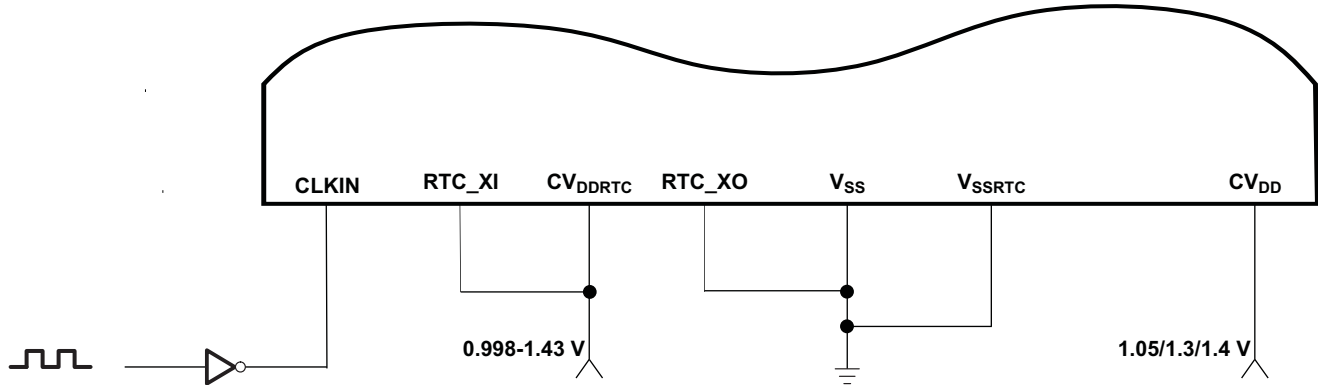 CLKIN
RTC_XI
CVDDRTC
RTC_XO
VSS
VSSRTC
CVDD
0.998-1.43 V
1.05/1.3/1.4 V